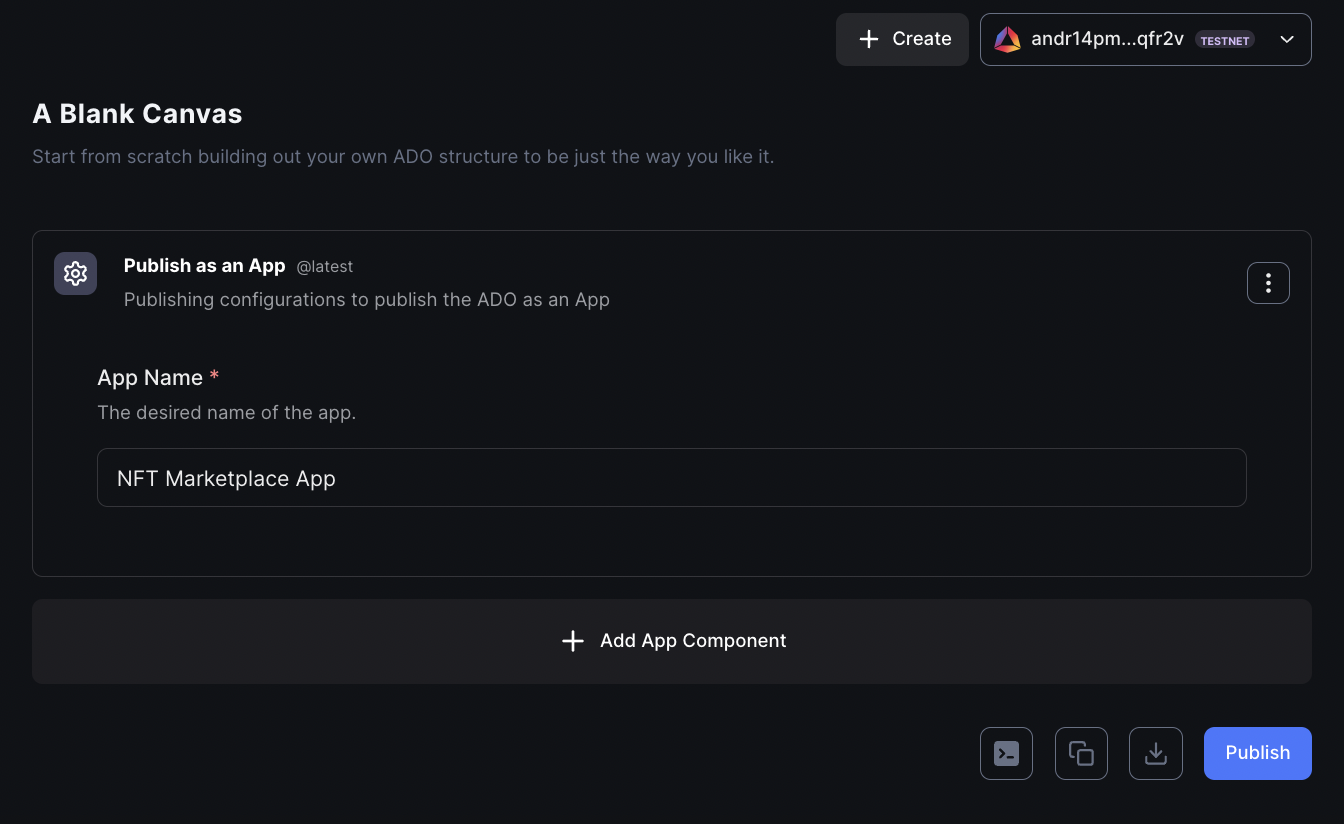 Create
andr14pm...qfr2v TESTNET
A Blank Canvas
Start from scratch building out your own ADO structure to be just the way you like it.
Publish as an App @latest
Publishing configurations to publish the ADO as an App
App Name *
The desired name of the app.
NFT Marketplace App
Add App Component
Publish